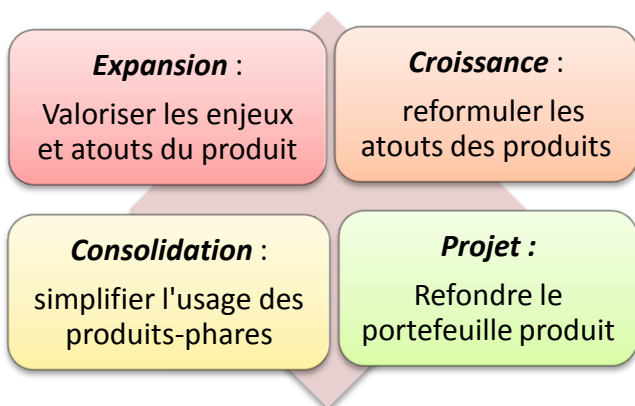 Expansion :
Valoriser les enjeux
et atouts du produit
Croissance :
reformuler les
atouts des produits
Consolidation :
simplifier l'usage des
produits-phares
Projet :
Refondre le
portefeuille produit